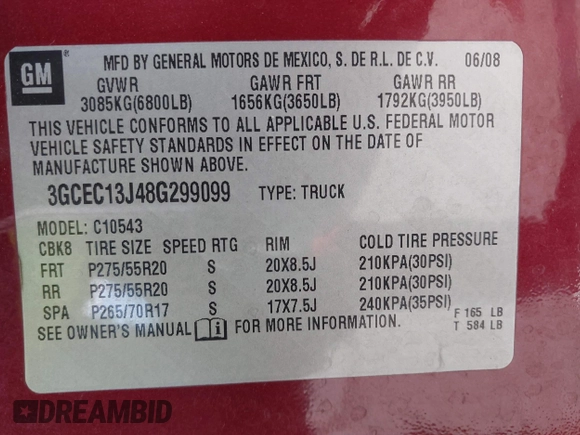 GM ®
MFD BY GENERAL MOTORS DE MEXICO, S. DE R.L. DE C.V. 06/08
GVWR GAWR FRT GAWR RR
3085KG(6800LB) 1656KG(3650LB) 1792KG(3950LB)
THIS VEHICLE CONFORMS TO ALL APPLICABLE U.S. FEDERAL MOTOR
VEHICLE SAFETY STANDARDS IN EFFECT ON THE DATE OF
MANUFACTURE SHOWN ABOVE.
3GCEC13J48G299099 TYPE: TRUCK
MODEL: C10543
CBK8 TIRE SIZE SPEED RTG RIM COLD TIRE PRESSURE
FRT P275/55R20 S 20X8.5J 210KPA(30PSI)
RR P275/55R20 S 20X8.5J 210KPA(30PSI)
SPA P265/70R17 S 17X7.5J 240KPA(35PSI)
F 165 LB
SEE OWNER'S MANUAL FOR MORE INFORMATION.
T 584 LB
DREAMBID